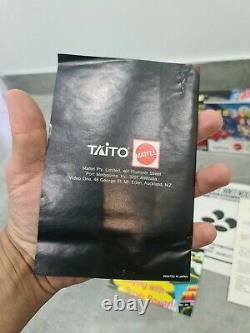 TAITO MATTEL
Mattel Pty. Limited, 461 Plummer Street
Port Melbourne, Vic. 3207 Australia
Video One, 46 George St. Mt. Eden, Auckland, N.Z.
PRINTED IN JAPAN